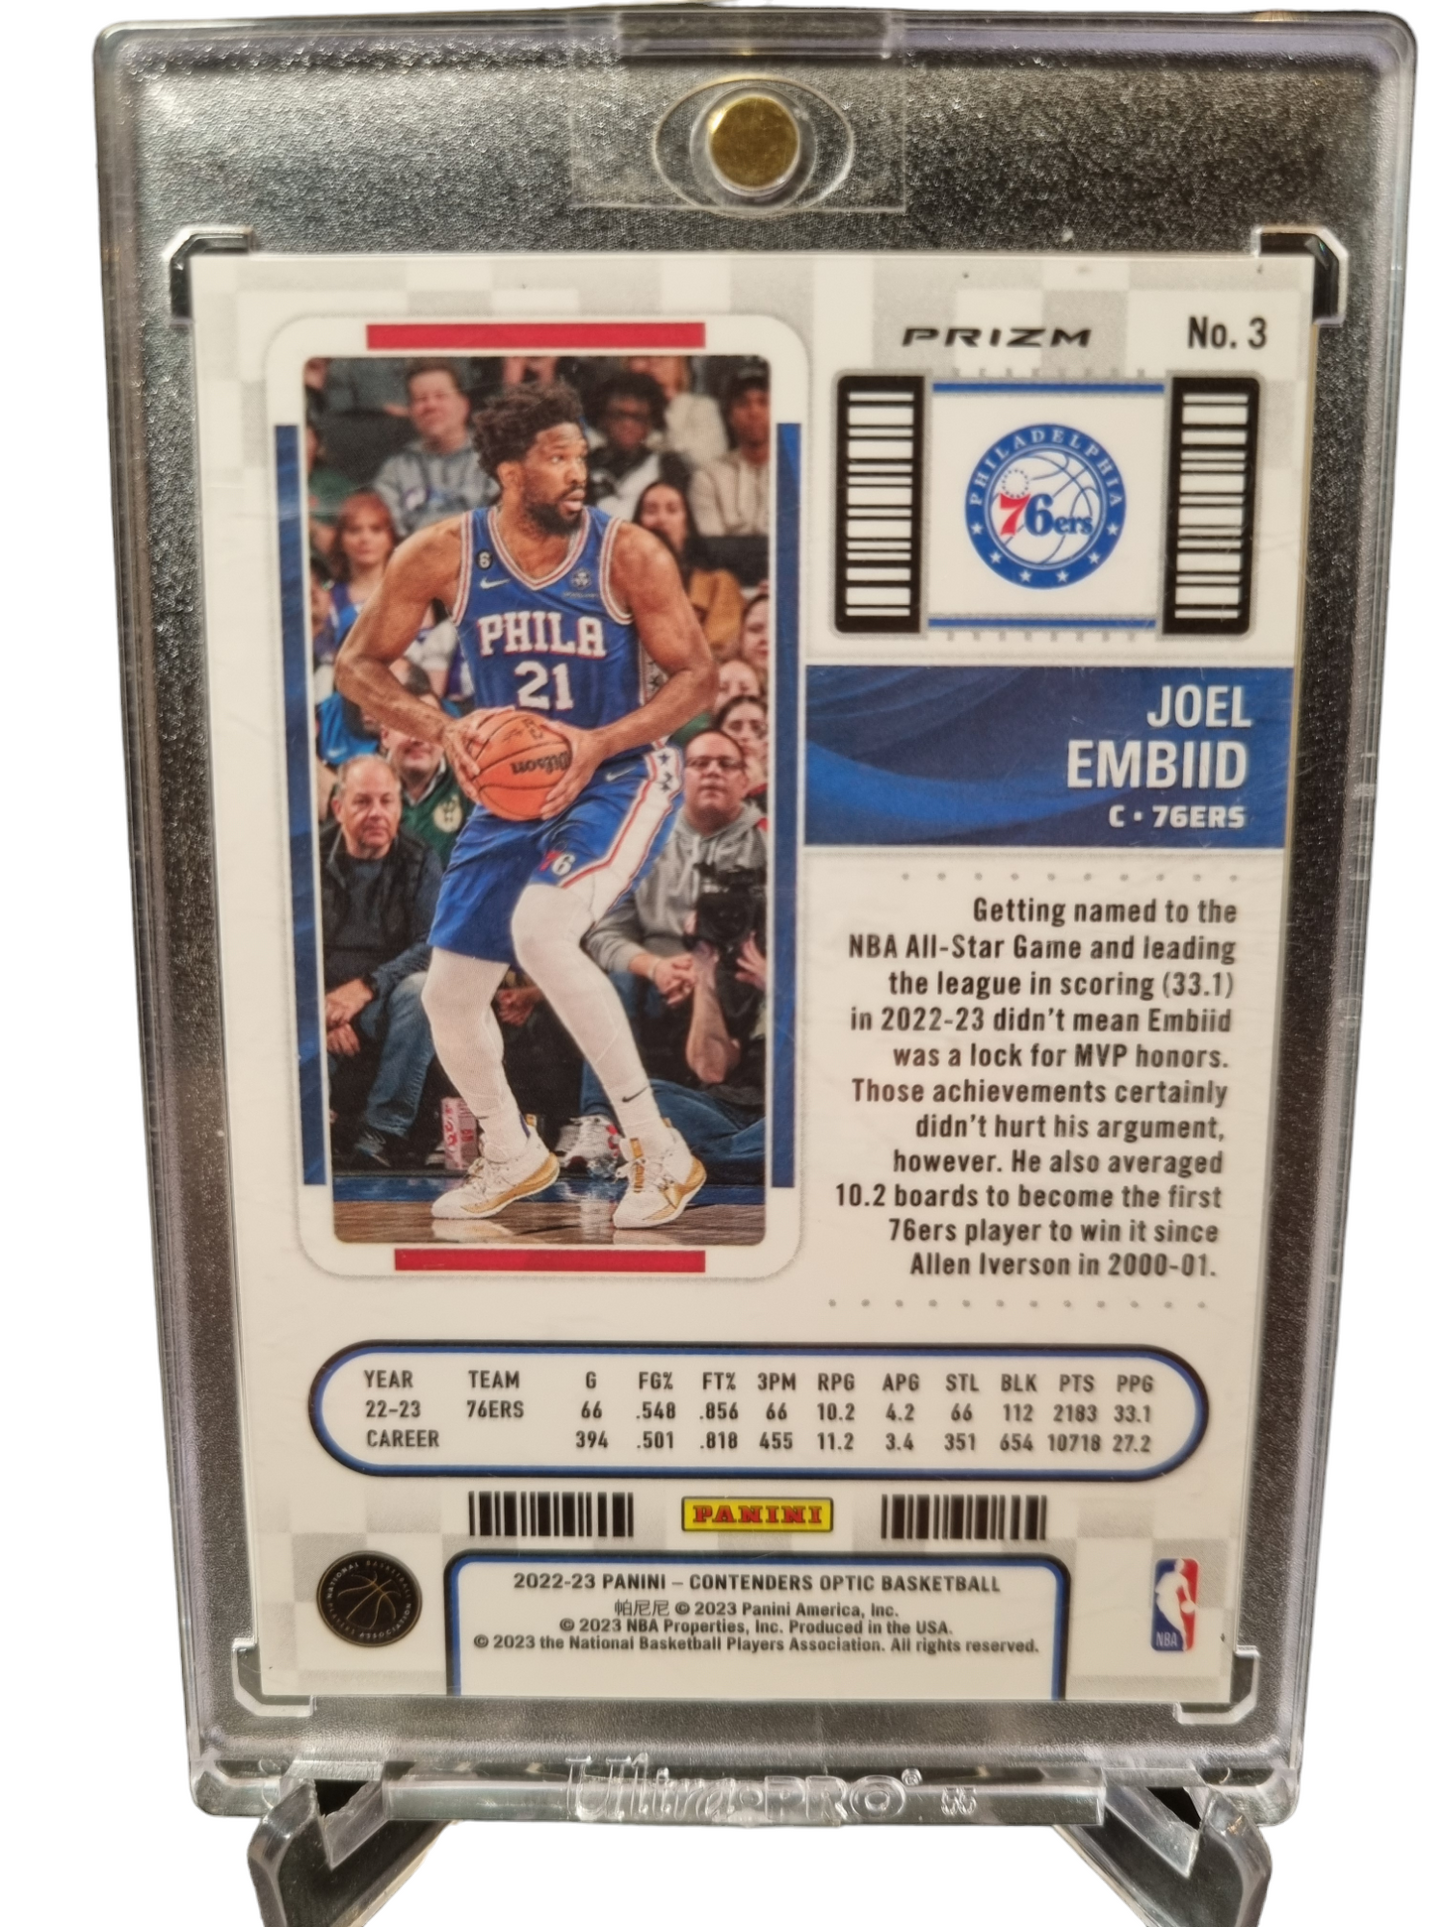 PRIZM
No. 3
PHILADELPHIA
76ers
6
PHILA
21
Wilson
76
JOEL
EMBIID
C • 76ERS
Getting named to the
NBA All-Star Game and leading
the league in scoring (33.1)
in 2022-23 didn't mean Embiid
was a lock for MVP honors.
Those achievements certainly
didn't hurt his argument,
however. He also averaged
10.2 boards to become the first
76ers player to win it since
Allen Iverson in 2000-01.
YEAR TEAM G FG% FT% 3PM RPG APG STL BLK PTS PPG
22-23 76ERS 66 .548 .856 66 10.2 4.2 66 112 2183 33.1
CAREER 394 .501 .818 455 11.2 3.4 351 654 10718 27.2
PANINI
2022-23 PANINI – CONTENDERS OPTIC BASKETBALL
帕尼尼 © 2023 Panini America, Inc.
© 2023 NBA Properties, Inc. Produced in the USA.
© 2023 the National Basketball Players Association. All rights reserved.
NATIONAL BASKETBALL
NBA
Ultra•PRO®